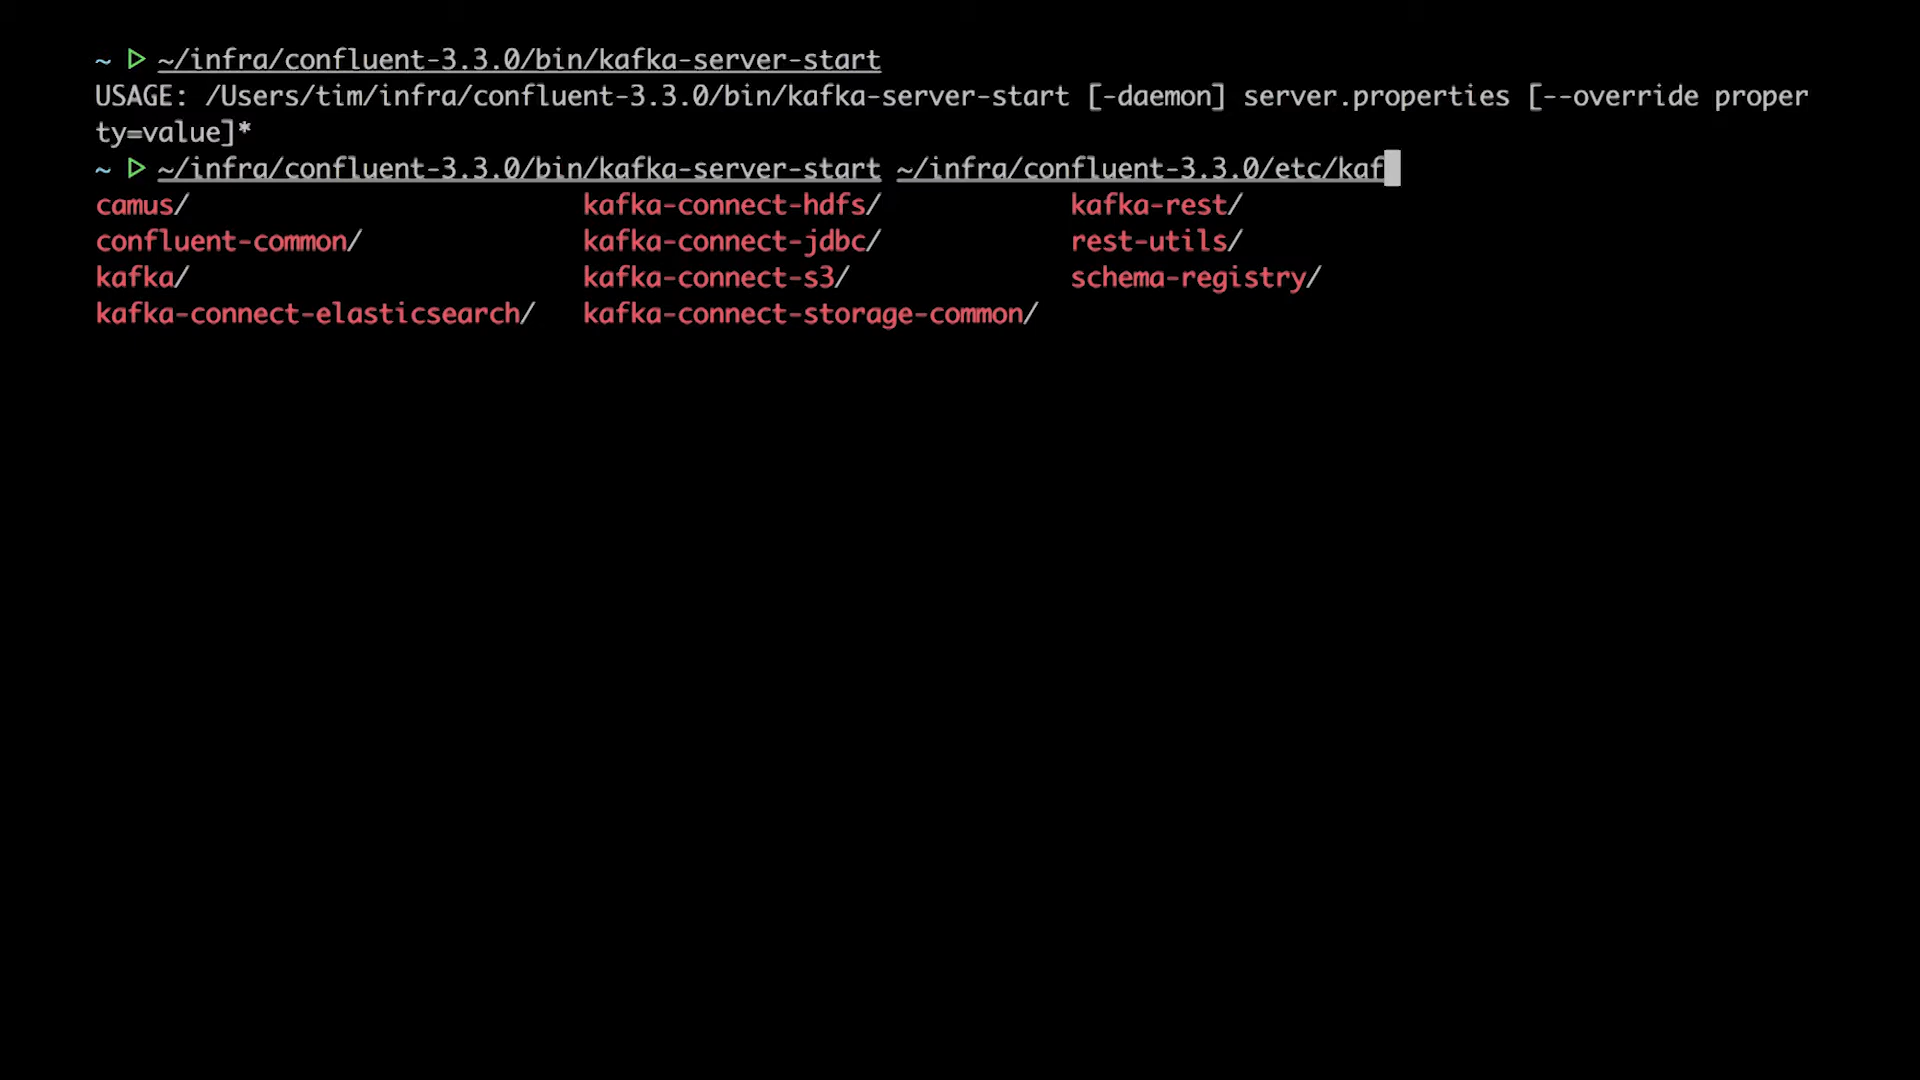 ~ ▷ ~/infra/confluent-3.3.0/bin/kafka-server-start
USAGE: /Users/tim/infra/confluent-3.3.0/bin/kafka-server-start [-daemon] server.properties [--override proper
ty=value]*
~ ▷ ~/infra/confluent-3.3.0/bin/kafka-server-start ~/infra/confluent-3.3.0/etc/kaf
camus/ kafka-connect-hdfs/ kafka-rest/
confluent-common/ kafka-connect-jdbc/ rest-utils/
kafka/ kafka-connect-s3/ schema-registry/
kafka-connect-elasticsearch/ kafka-connect-storage-common/